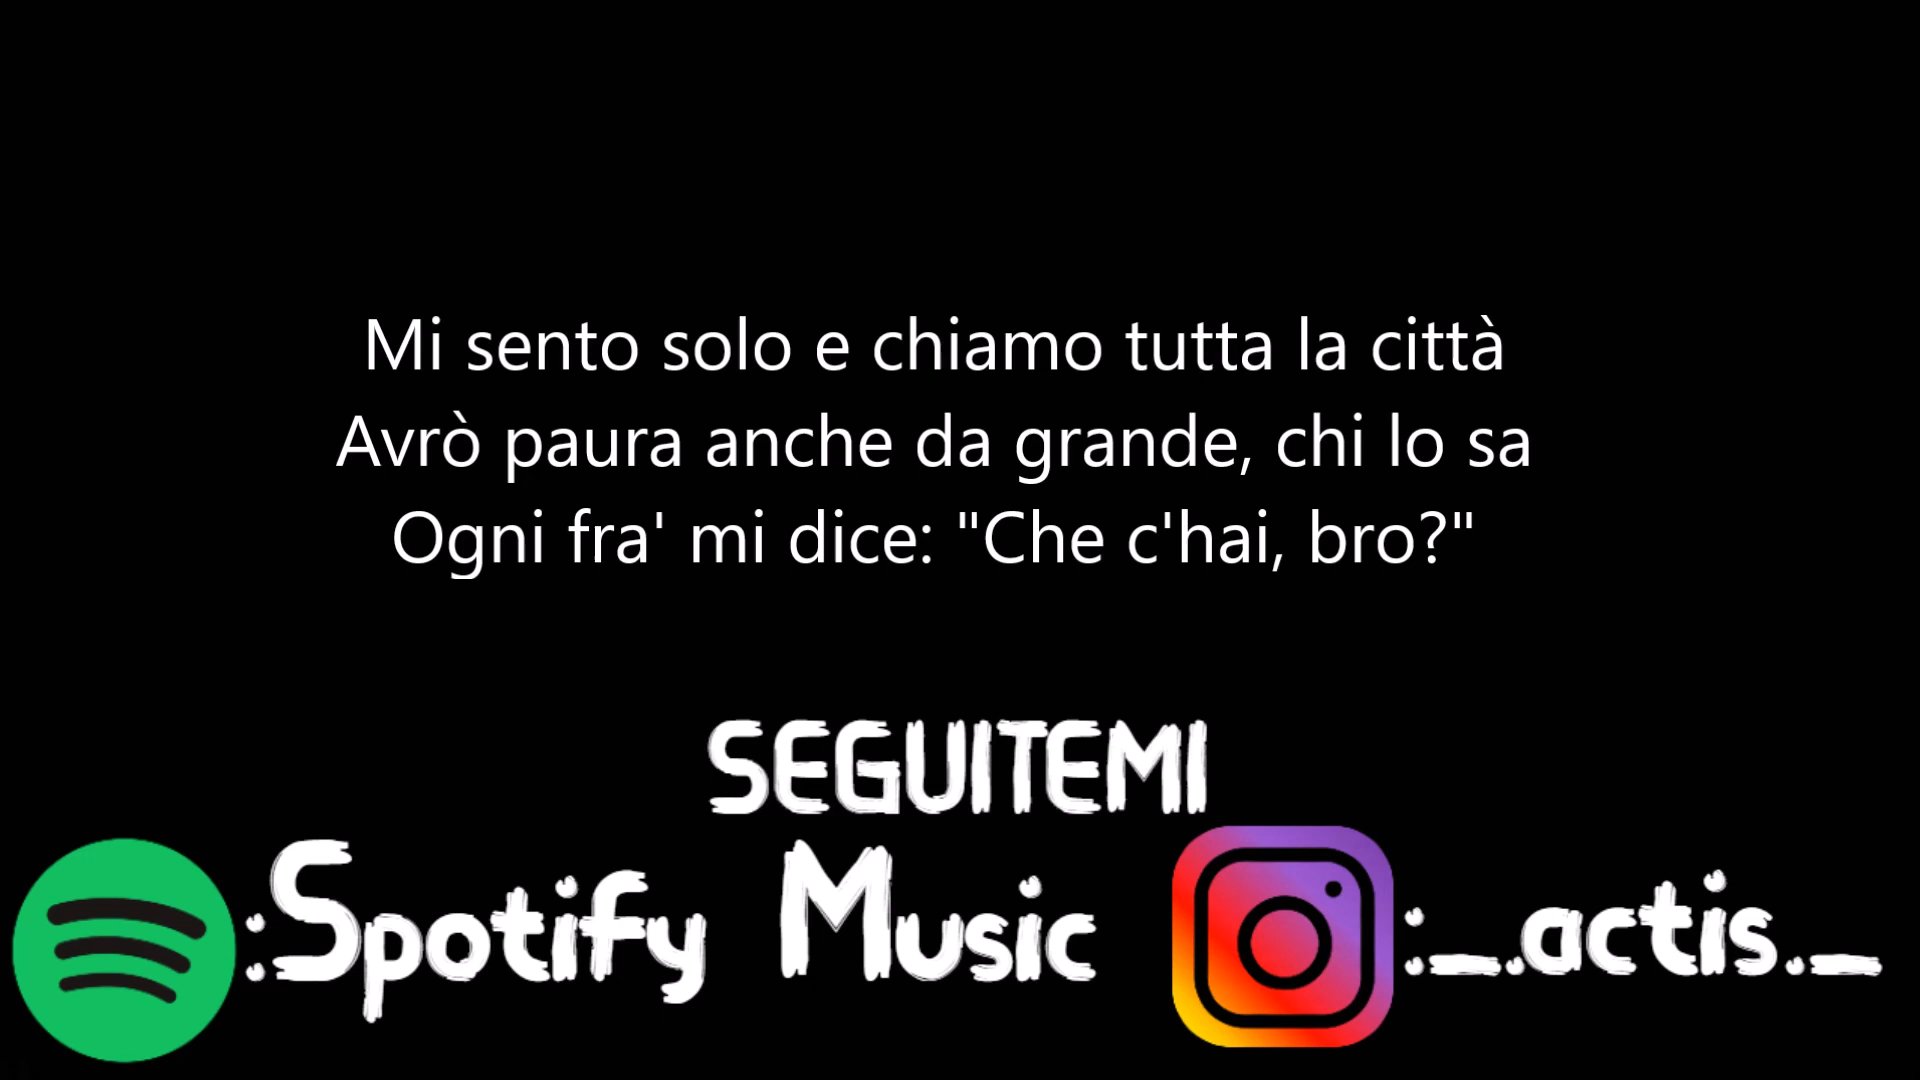 Mi sento solo e chiamo tutta la città
Avrò paura anche da grande, chi lo sa
Ogni fra' mi dice: "Che c'hai, bro?"
SEGUITEMI
:Spotify Music :_.actis._